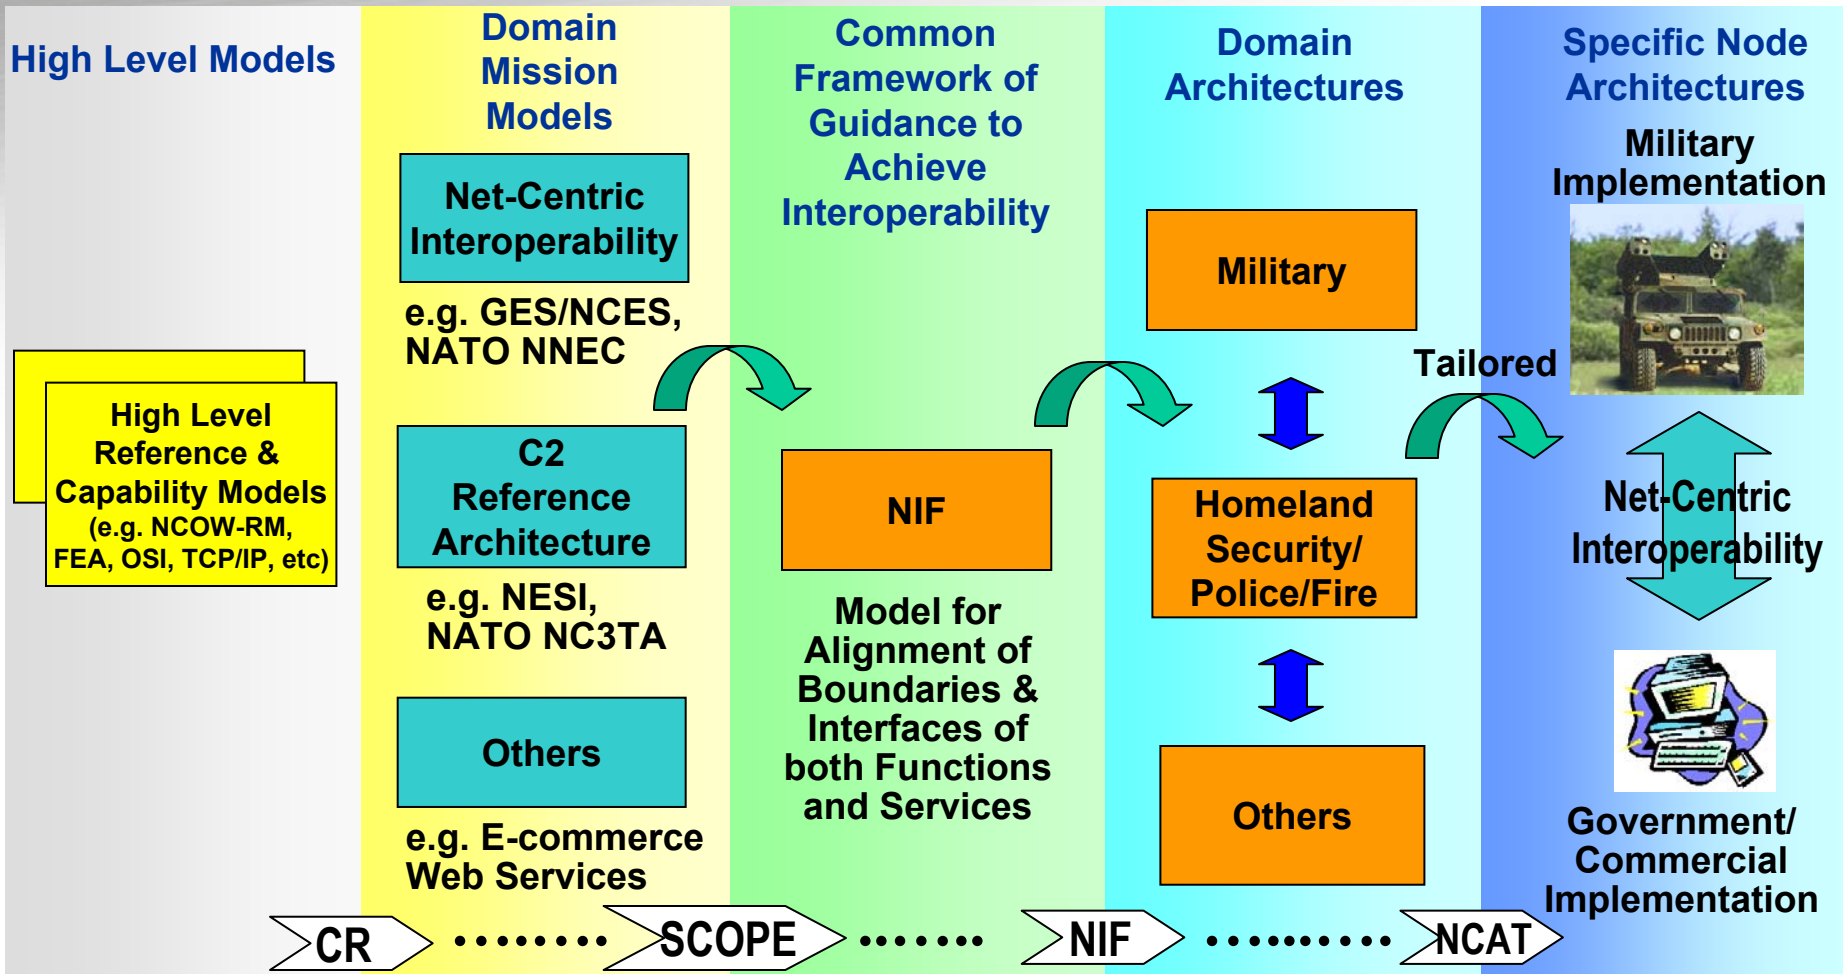 High Level Models
High Level
Reference &
Capability Models
(e.g. NCOW-RM,
FEA, OSI, TCP/IP, etc)
Domain
Mission
Models
Net-Centric
Interoperability
e.g. GES/NCES,
NATO NNEC
C2
Reference
Architecture
e.g. NESI,
NATO NC3TA
Others
e.g. E-commerce
Web Services
Common
Framework of
Guidance to
Achieve
Interoperability
NIF
Model for
Alignment of
Boundaries &
Interfaces of
both Functions
and Services
Domain
Architectures
Military
Homeland
Security/
Police/Fire
Others
Tailored
Specific Node
Architectures
Military
Implementation
Net-Centric
Interoperability
Government/
Commercial
Implementation
CR
SCOPE
NIF
NCAT